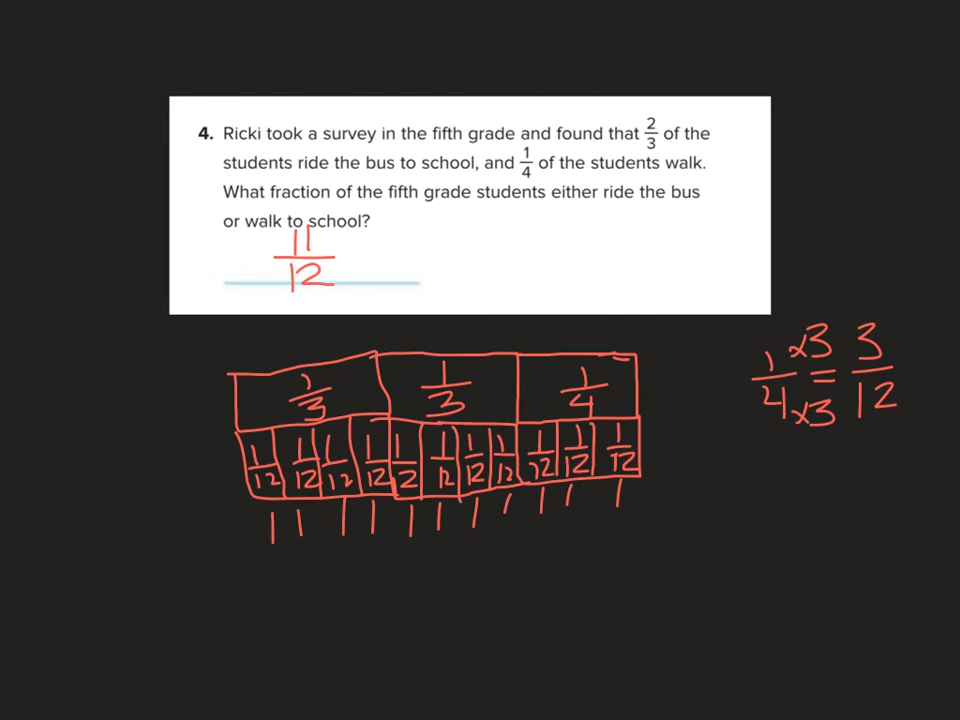 4. Ricki took a survey in the fifth grade and found that 2/3 of the
students ride the bus to school, and 1/4 of the students walk.
What fraction of the fifth grade students either ride the bus
or walk to school?
11/12
1/4 ×3 = ×3 3/12
1/3 1/3 1/4
1/12 1/12 1/12 1/12 1/12 1/12 1/12 1/12 1/12 1/12 1/12